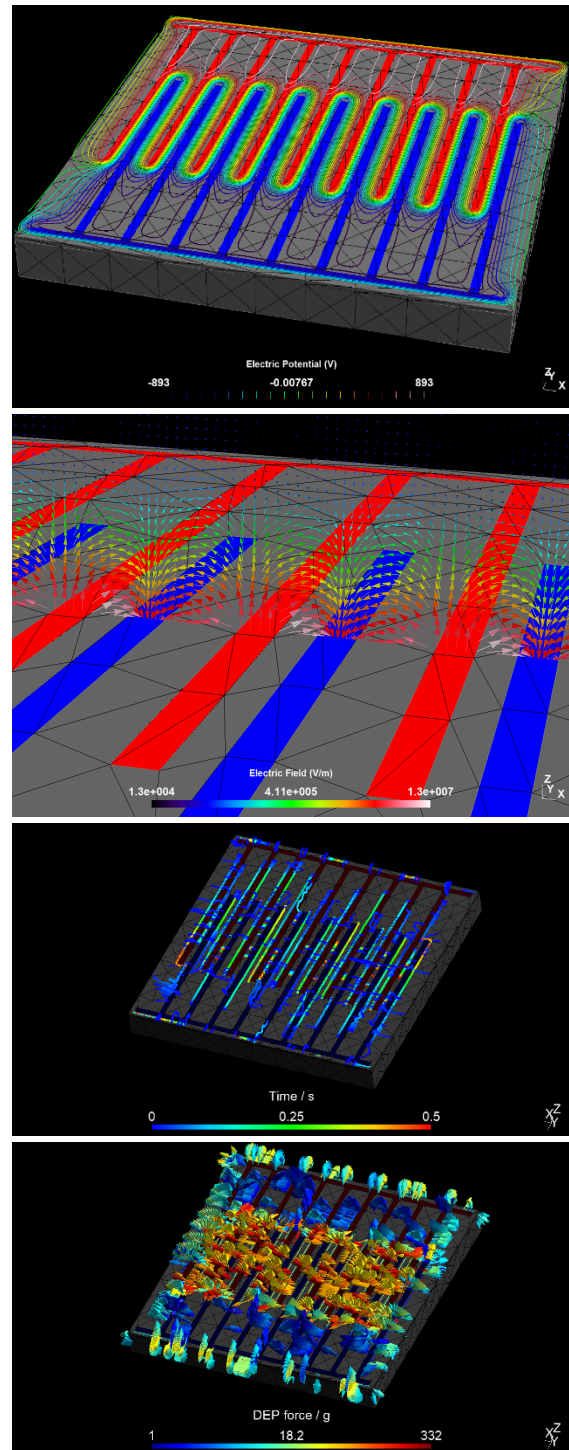 Electric Potential (V)
-893 -0.00767 893
Z
Y
X
Electric Field (V/m)
1.3e+004 4.11e+005 1.3e+007
Z
Y
X
Time / s
0 0.25 0.5
X Z
Y
DEP force / g
1 18.2 332
X Z
Y